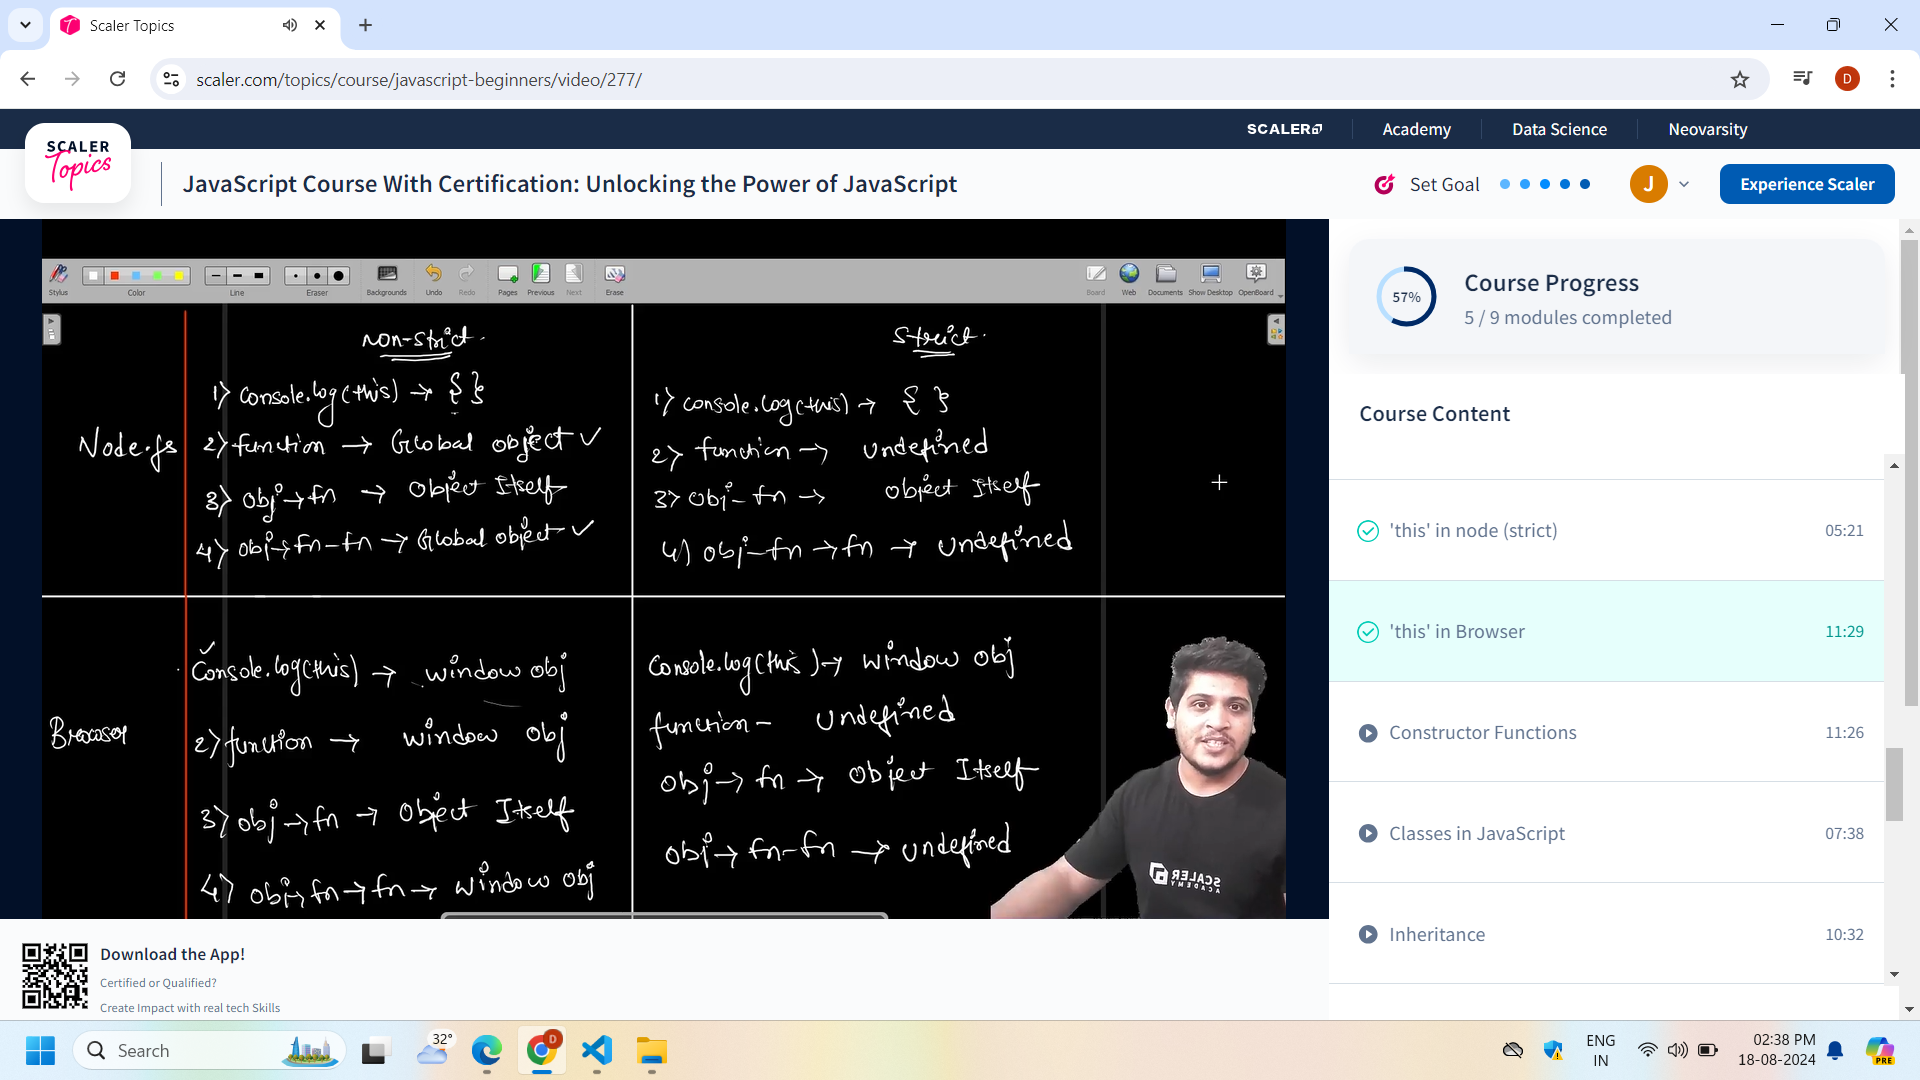 Scaler Topics
scaler.com/topics/course/javascript-beginners/video/277/
D
SCALER
Academy
Data Science
Neovarsity
SCALER
Topics
JavaScript Course With Certification: Unlocking the Power of JavaScript
Set Goal
J
Experience Scaler
Stylus
Color
Line
Eraser
Backgrounds
Undo
Redo
Pages
Previous
Next
Erase
Board
Web
Documents
Show Desktop
OpenBoard
Node.js
Non-strict.
1) Console.log(this) → { }
2) function → Global object ✓
3) obj → fn → Object Itself
4) obj → fn-fn → Global object ✓
Strict.
1) console.log(this) → { }
2) function → undefined
3) obj - fn → object Itself
4) obj - fn → fn → undefined
Browser
✓
Console.log(this) → window obj
2) function → window obj
3) obj → fn → Object Itself
4) obj → fn → fn → window obj
Console.log(this) → window obj
function - undefined
obj → fn → object Itself
obj → fn-fn → undefined
SCALER
ACADEMY
57%
Course Progress
5 / 9 modules completed
Course Content
'this' in node (strict) 05:21
'this' in Browser 11:29
Constructor Functions 11:26
Classes in JavaScript 07:38
Inheritance 10:32
Download the App!
Certified or Qualified?
Create Impact with real tech Skills
Search
32°
D
ENG
IN
02:38 PM
18-08-2024
PRE